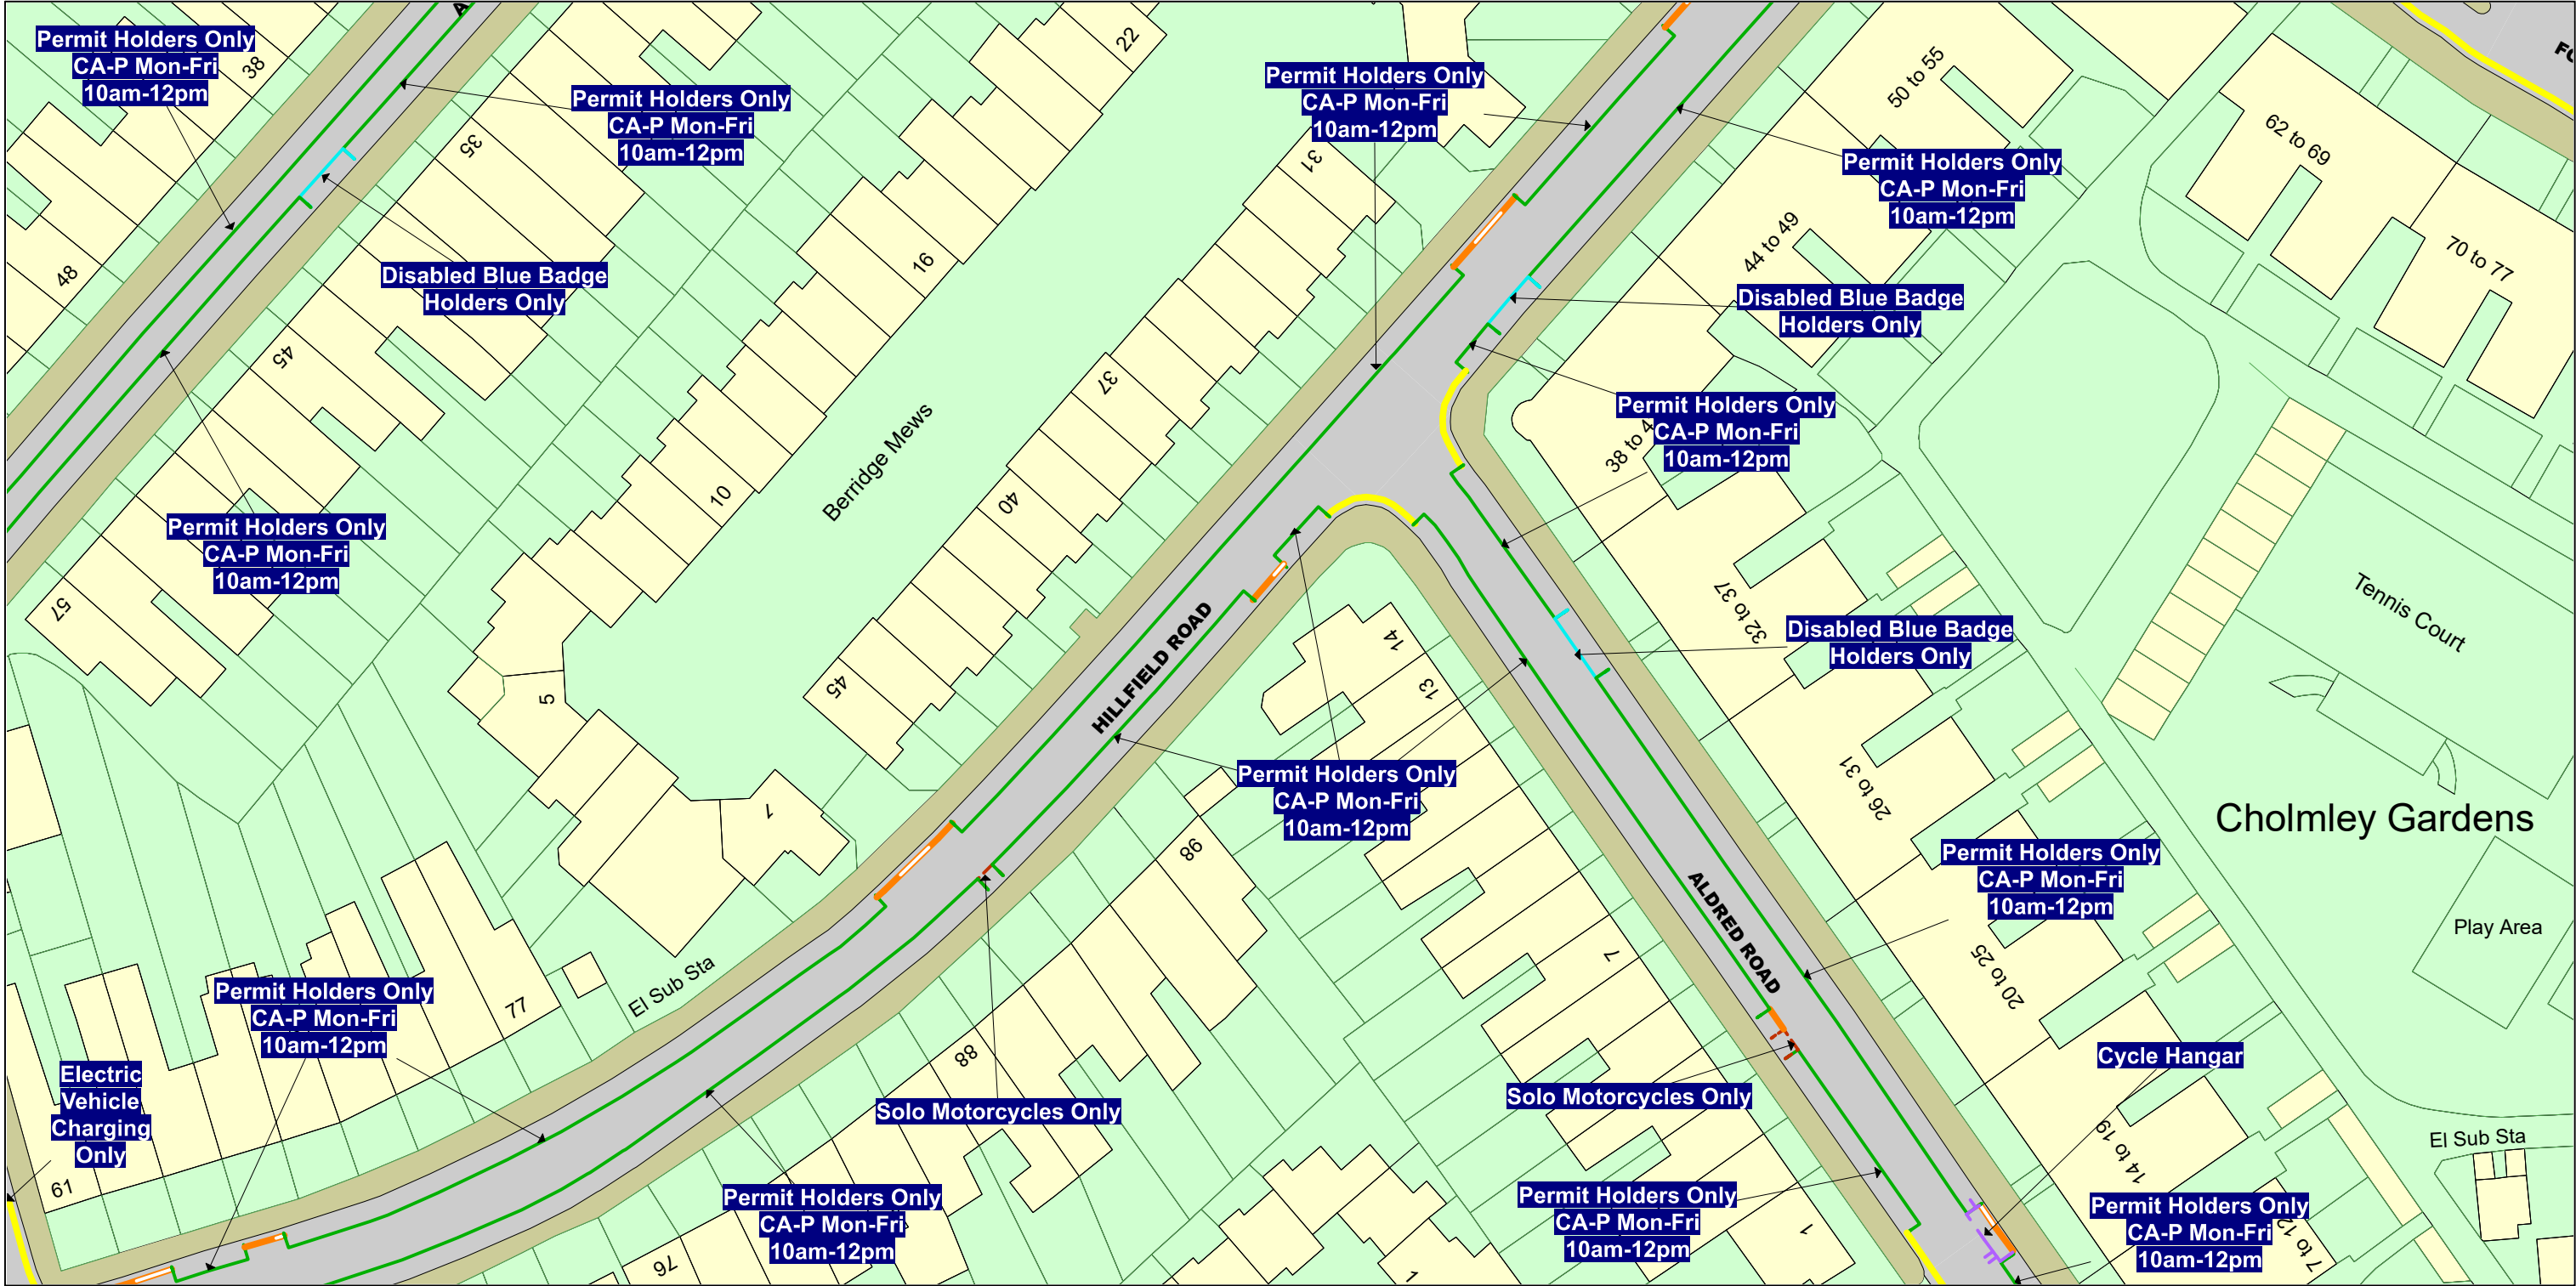 Permit Holders Only
CA-P Mon-Fri
10am-12pm
38
A
Permit Holders Only
CA-P Mon-Fri
10am-12pm
22
Permit Holders Only
CA-P Mon-Fri
10am-12pm
50 to 55
62 to 69
Permit Holders Only
CA-P Mon-Fri
10am-12pm
35
31
48
Disabled Blue Badge
Holders Only
16
44 to 49
70 to 77
Disabled Blue Badge
Holders Only
45
37
Permit Holders Only
CA-P Mon-Fri
10am-12pm
38 to 4
Berridge Mews
10
40
Permit Holders Only
CA-P Mon-Fri
10am-12pm
57
32 to 37
Tennis Court
Disabled Blue Badge
Holders Only
14
13
HILLFIELD ROAD
5
45
7
Permit Holders Only
CA-P Mon-Fri
10am-12pm
26 to 31
Cholmley Gardens
98
Permit Holders Only
CA-P Mon-Fri
10am-12pm
ALDRED ROAD
Play Area
7
20 to 25
El Sub Sta
77
Permit Holders Only
CA-P Mon-Fri
10am-12pm
88
Cycle Hangar
Electric
Vehicle
Charging
Only
Solo Motorcycles Only
Solo Motorcycles Only
14 to 19
El Sub Sta
61
Permit Holders Only
CA-P Mon-Fri
10am-12pm
Permit Holders Only
CA-P Mon-Fri
10am-12pm
Permit Holders Only
CA-P Mon-Fri
10am-12pm
76
1
1
7 to 12